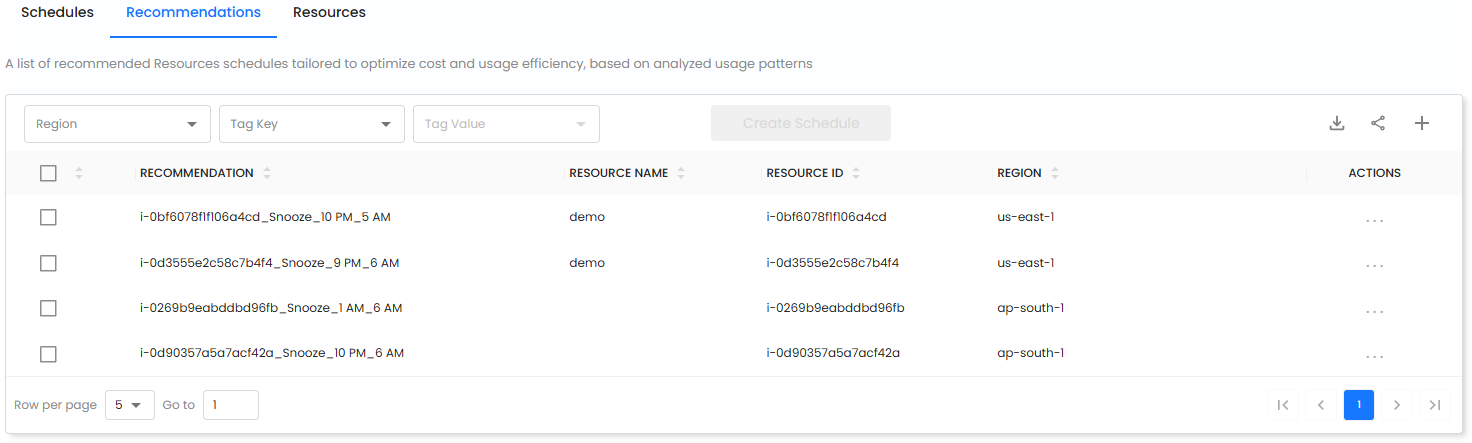 Schedules Recommendations Resources
A list of recommended Resources schedules tailored to optimize cost and usage efficiency, based on analyzed usage patterns
Region Tag Key Tag Value Create Schedule
RECOMMENDATION RESOURCE NAME RESOURCE ID REGION ACTIONS
i-0bf6078f1f106a4cd_Snooze_10 PM_5 AM demo i-0bf6078f1f106a4cd us-east-1 ...
i-0d3555e2c58c7b4f4_Snooze_9 PM_6 AM demo i-0d3555e2c58c7b4f4 us-east-1 ...
i-0269b9eabddbd96fb_Snooze_1 AM_6 AM i-0269b9eabddbd96fb ap-south-1 ...
i-0d90357a5a7acf42a_Snooze_10 PM_6 AM i-0d90357a5a7acf42a ap-south-1 ...
Row per page 5 Go to 1 1